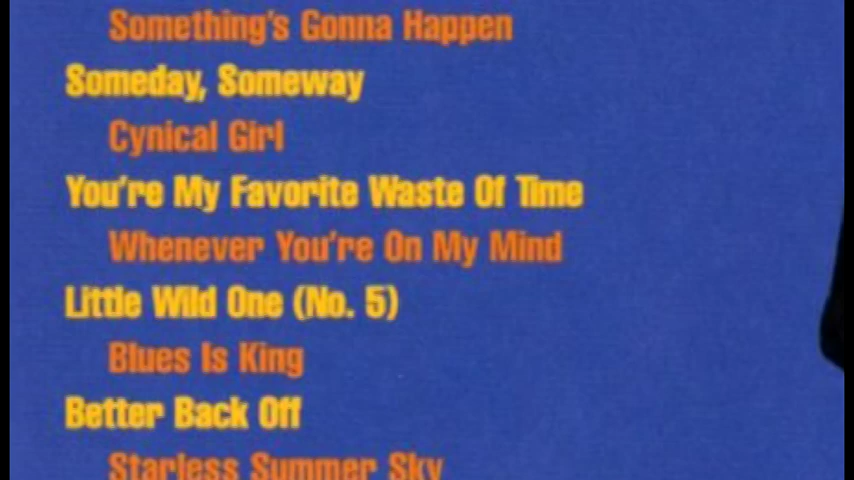 Something's Gonna Happen
Someday, Someway
Cynical Girl
You're My Favorite Waste Of Time
Whenever You're On My Mind
Little Wild One (No. 5)
Blues Is King
Better Back Off
Starless Summer Sky